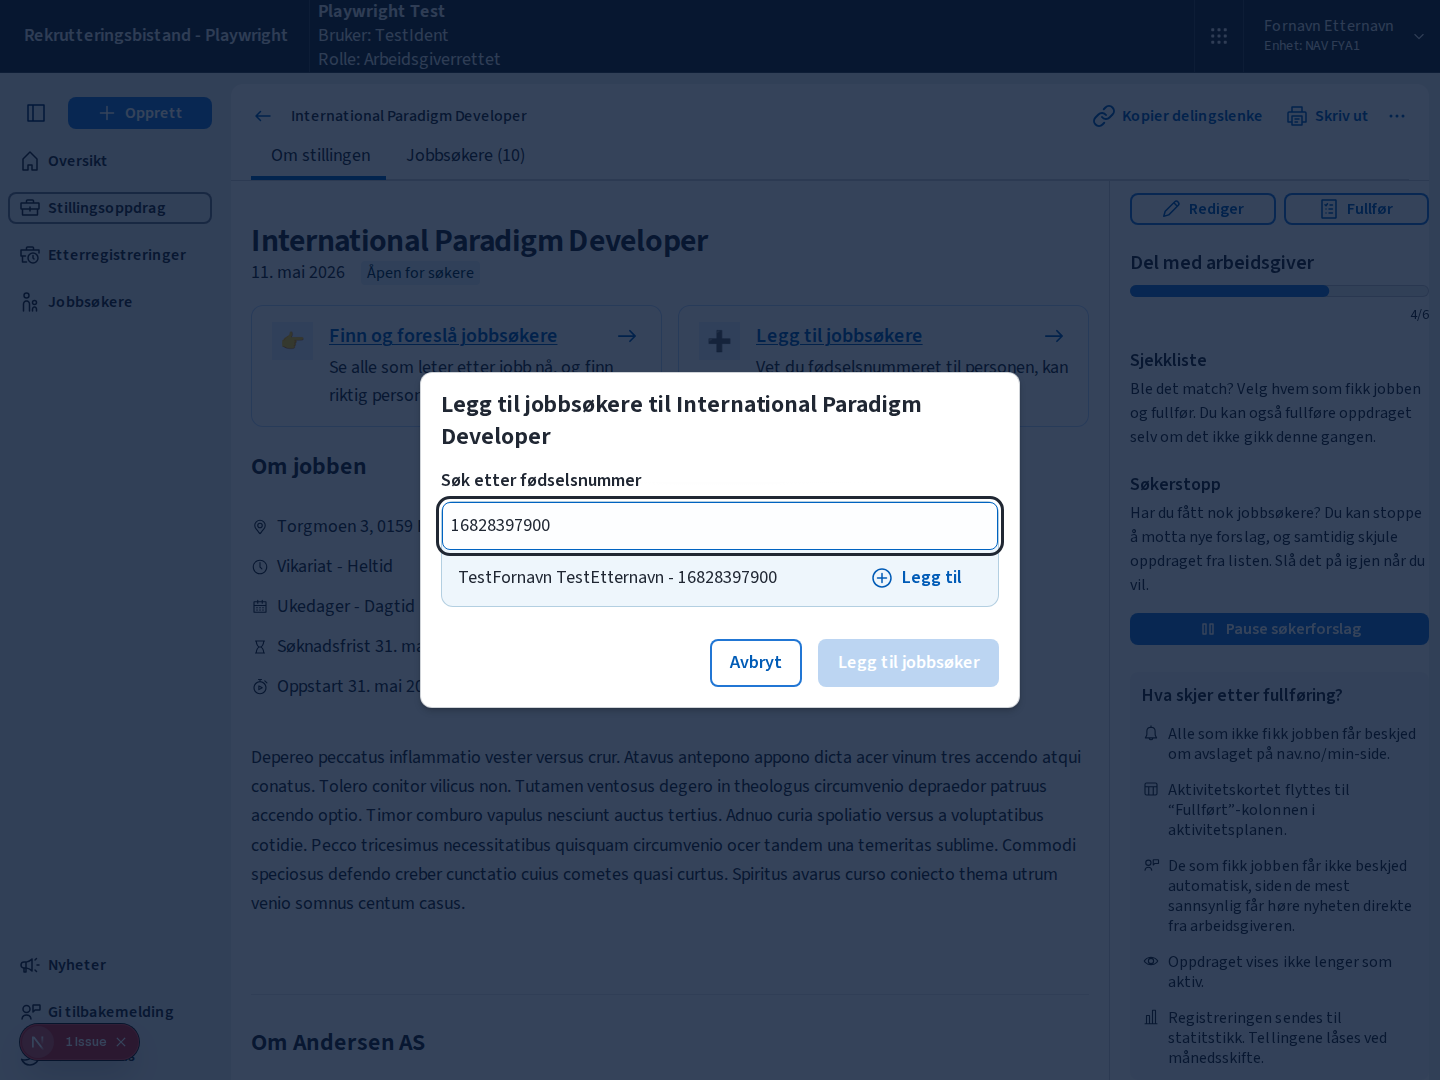 Rekrutteringsbistand - Playwright
Playwright Test
Bruker: TestIdent
Rolle: Arbeidsgiverrettet
Fornavn Etternavn
Enhet: NAV FYA1
Opprett
Oversikt
Stillingsoppdrag
Etterregistreringer
Jobbsøkere
International Paradigm Developer
Kopier delingslenke
Skriv ut
Om stillingen
Jobbsøkere (10)
International Paradigm Developer
11. mai 2026
Åpen for søkere
Finn og foreslå jobbsøkere
Se alle som leter etter jobb nå, og finn
Legg til jobbsøkere
Vet du fødselsnummeret til personen, kan
Legg til jobbsøkere til International Paradigm
Developer
Søk etter fødselsnummer
16828397900
TestFornavn TestEtternavn - 16828397900
Legg til
Avbryt
Legg til jobbsøker
Om jobben
Torgmoen 3, 0159
Vikariat - Heltid
Ukedager - Dagtid
Søknadsfrist 31.
Oppstart 31. mai
Depereo peccatus inflammatio vester versus crur. Atavus antepono appono dicta acer vinum tres accendo atqui
conatus. Tolero conitor vilicus non. Tutamen ventosus degero in theologus circumvenio depraedor patruus
accendo optio. Timor comburo vapulus nesciunt auctus tertius. Adnuo curia spoliatio versus a voluptatibus
cotidie. Pecco tricesimus necessitatibus quisquam circumvenio ocer tandem una temeritas sublime. Commodi
speciosus defendo creber cunctatio cuius cometes quasi curtus. Spiritus avarus curso coniecto thema utrum
venio somnus centum casus.
Om Andersen AS
Rediger
Fullfør
Del med arbeidsgiver
4/6
Sjekkliste
Ble det match? Velg hvem som fikk jobben
og fullfør. Du kan også fullføre oppdraget
selv om det ikke gikk denne gangen.
Søkerstopp
Har du fått nok jobbsøkere? Du kan stoppe
å motta nye forslag, og samtidig skjule
oppdraget fra listen. Slå det på igjen når du
vil.
Pause søkerforslag
Hva skjer etter fullføring?
Alle som ikke fikk jobben får beskjed
om avslaget på nav.no/min-side.
Aktivitetskortet flyttes til
“Fullført”-kolonnen i
aktivitetsplanen.
De som fikk jobben får ikke beskjed
automatisk, siden de mest
sannsynlig får høre nyheten direkte
fra arbeidsgiveren.
Oppdraget vises ikke lenger som
aktiv.
Registreringen sendes til
statitstikk. Tellingene låses ved
månedsskifte.
Nyheter
Gi tilbakemelding
1 Issue